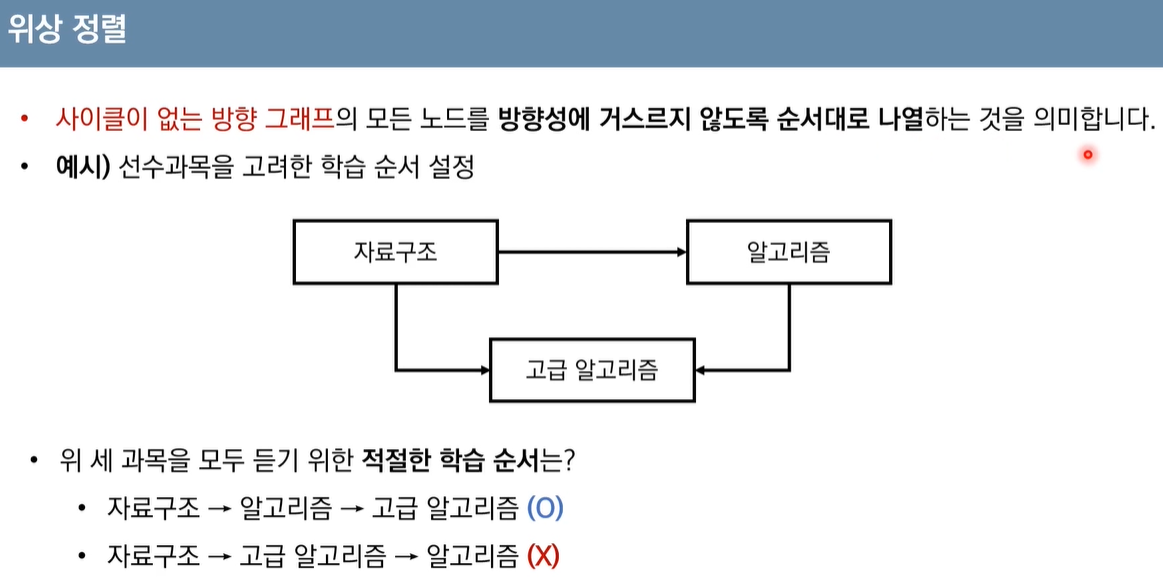 위상 정렬
• 사이클이 없는 방향 그래프의 모든 노드를 방향성에 거스르지 않도록 순서대로 나열하는 것을 의미합니다.
• 예시) 선수과목을 고려한 학습 순서 설정
자료구조
알고리즘
고급 알고리즘
• 위 세 과목을 모두 듣기 위한 적절한 학습 순서는?
• 자료구조 → 알고리즘 → 고급 알고리즘 (O)
• 자료구조 → 고급 알고리즘 → 알고리즘 (X)